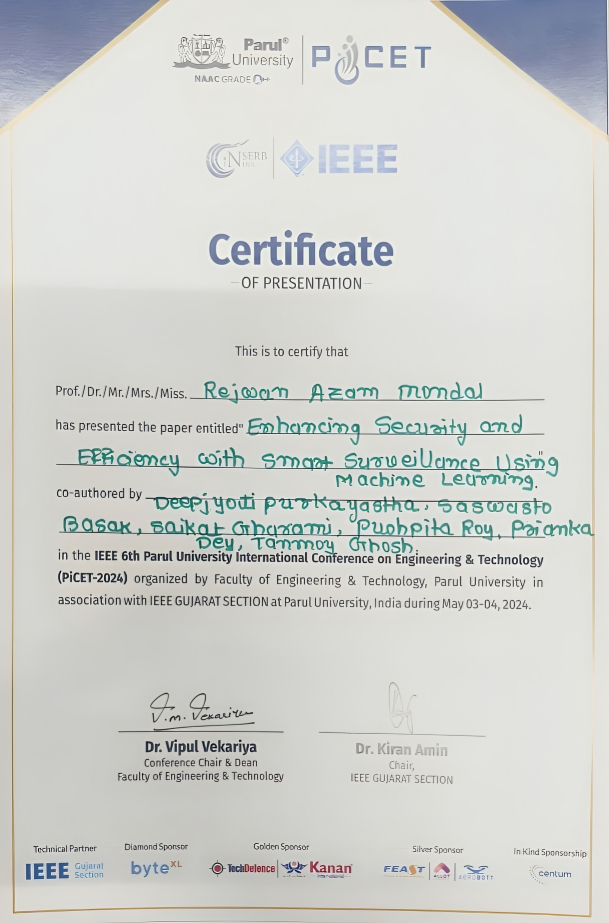 Parul® University
NAAC GRADE A++
PiCET
SERB
IEEE
Certificate
OF PRESENTATION
This is to certify that
Prof./Dr./Mr./Mrs./Miss. Rejwan Azam Mondal
has presented the paper entitled" Enhancing Security and
Efficiency with Smart Surveillance Using"
Machine Learning.
co-authored by Deepjyoti Purkayastha, Saswasto
Basak, Saikat Gharami, Puohpita Roy, Prianka
Dey, Tanmoy Ghosh.
in the IEEE 6th Parul University International Conference on Engineering & Technology
(PiCET-2024) organized by Faculty of Engineering & Technology, Parul University in
association with IEEE GUJARAT SECTION at Parul University, India during May 03-04, 2024.
V.M. Vekariya
Dr. Vipul Vekariya
Conference Chair & Dean
Faculty of Engineering & Technology
Dr. Kiran Amin
Chair,
IEEE GUJARAT SECTION
Technical Partner
IEEE Gujarat Section
Diamond Sponsor
byteXL
Golden Sponsor
TechDefence
Kanan
Silver Sponsor
FEAST
AEROBOTT
In Kind Sponsorship
centum